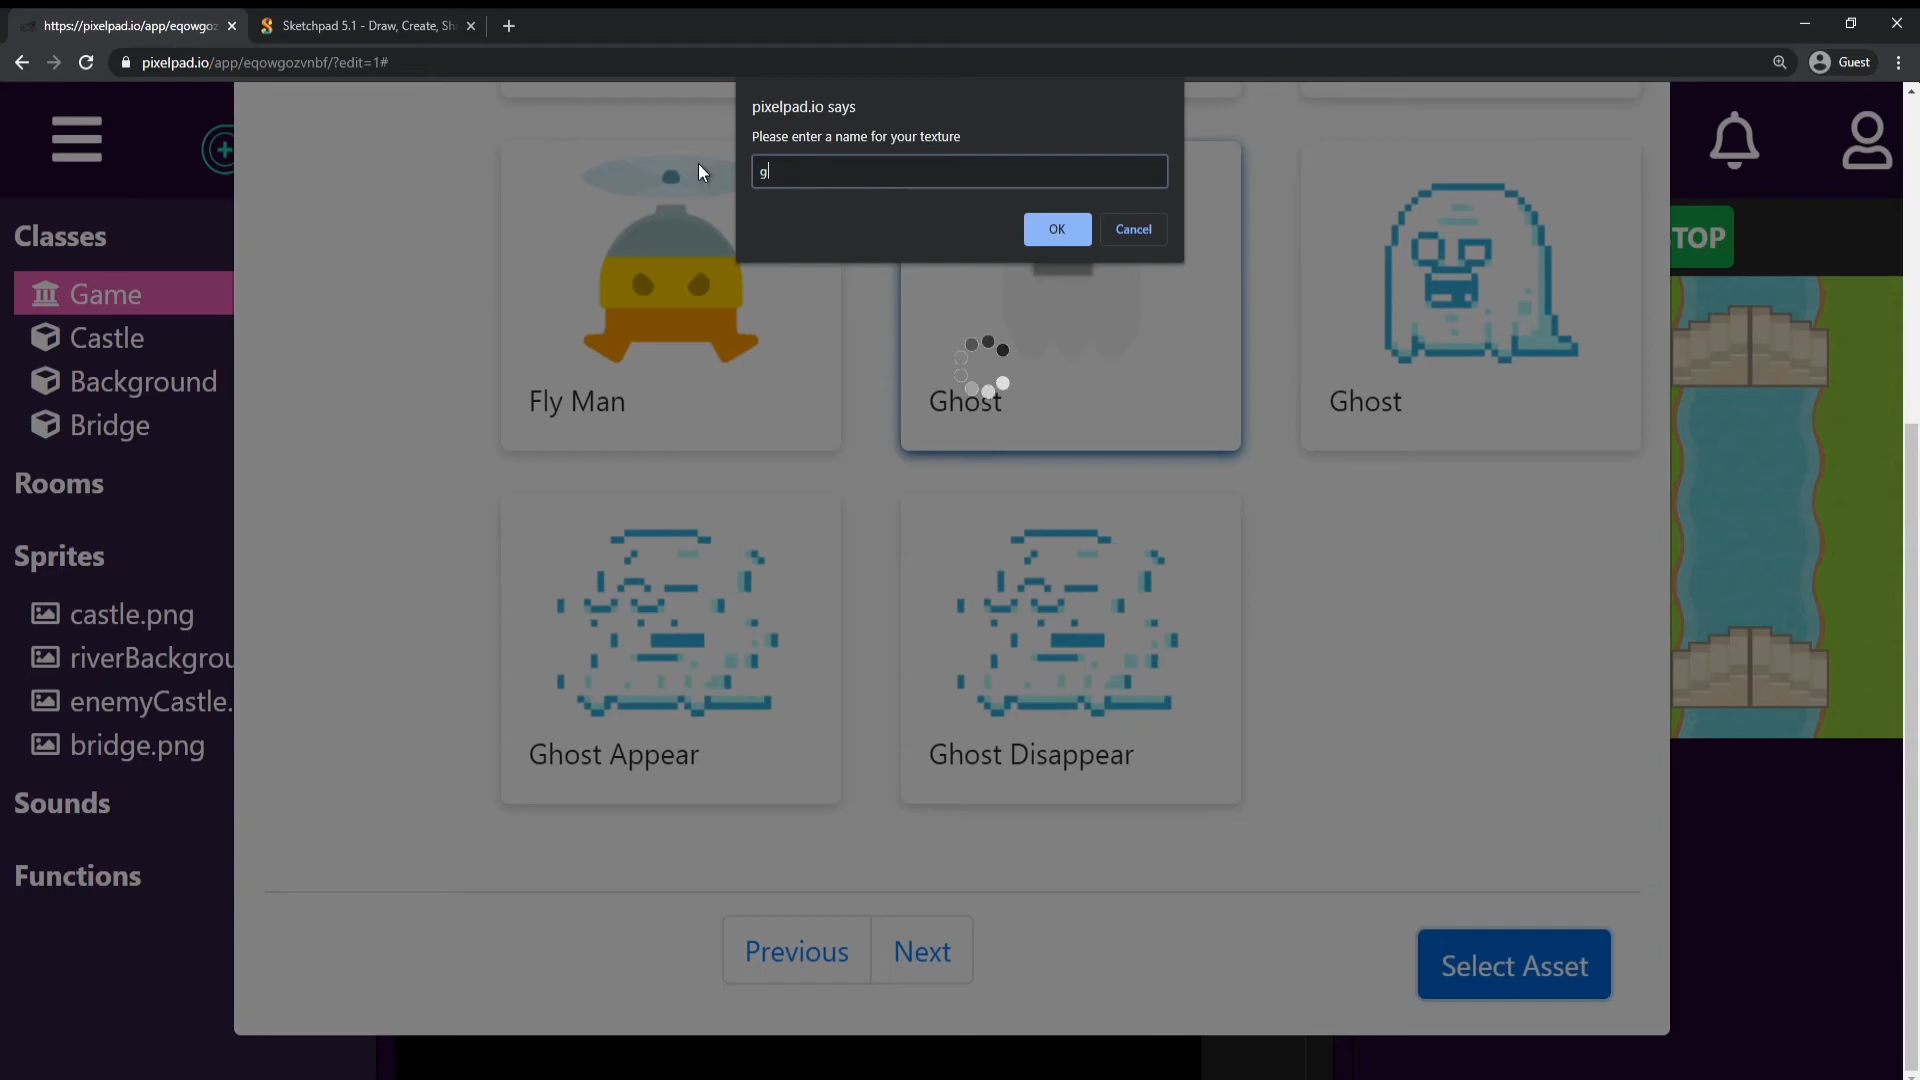 https://pixelpad.io/app/eqowgoz
Sketchpad 5.1 - Draw, Create, Sh
pixelpad.io/app/eqowgozvnbf/?edit=1#
Guest
pixelpad.io says
Please enter a name for your texture
g
OK
Cancel
TOP
Classes
Game
Castle
Background
Bridge
Rooms
Sprites
castle.png
riverBackgrou
enemyCastle.
bridge.png
Sounds
Functions
Fly Man
Ghost
Ghost
Ghost Appear
Ghost Disappear
Previous
Next
Select Asset